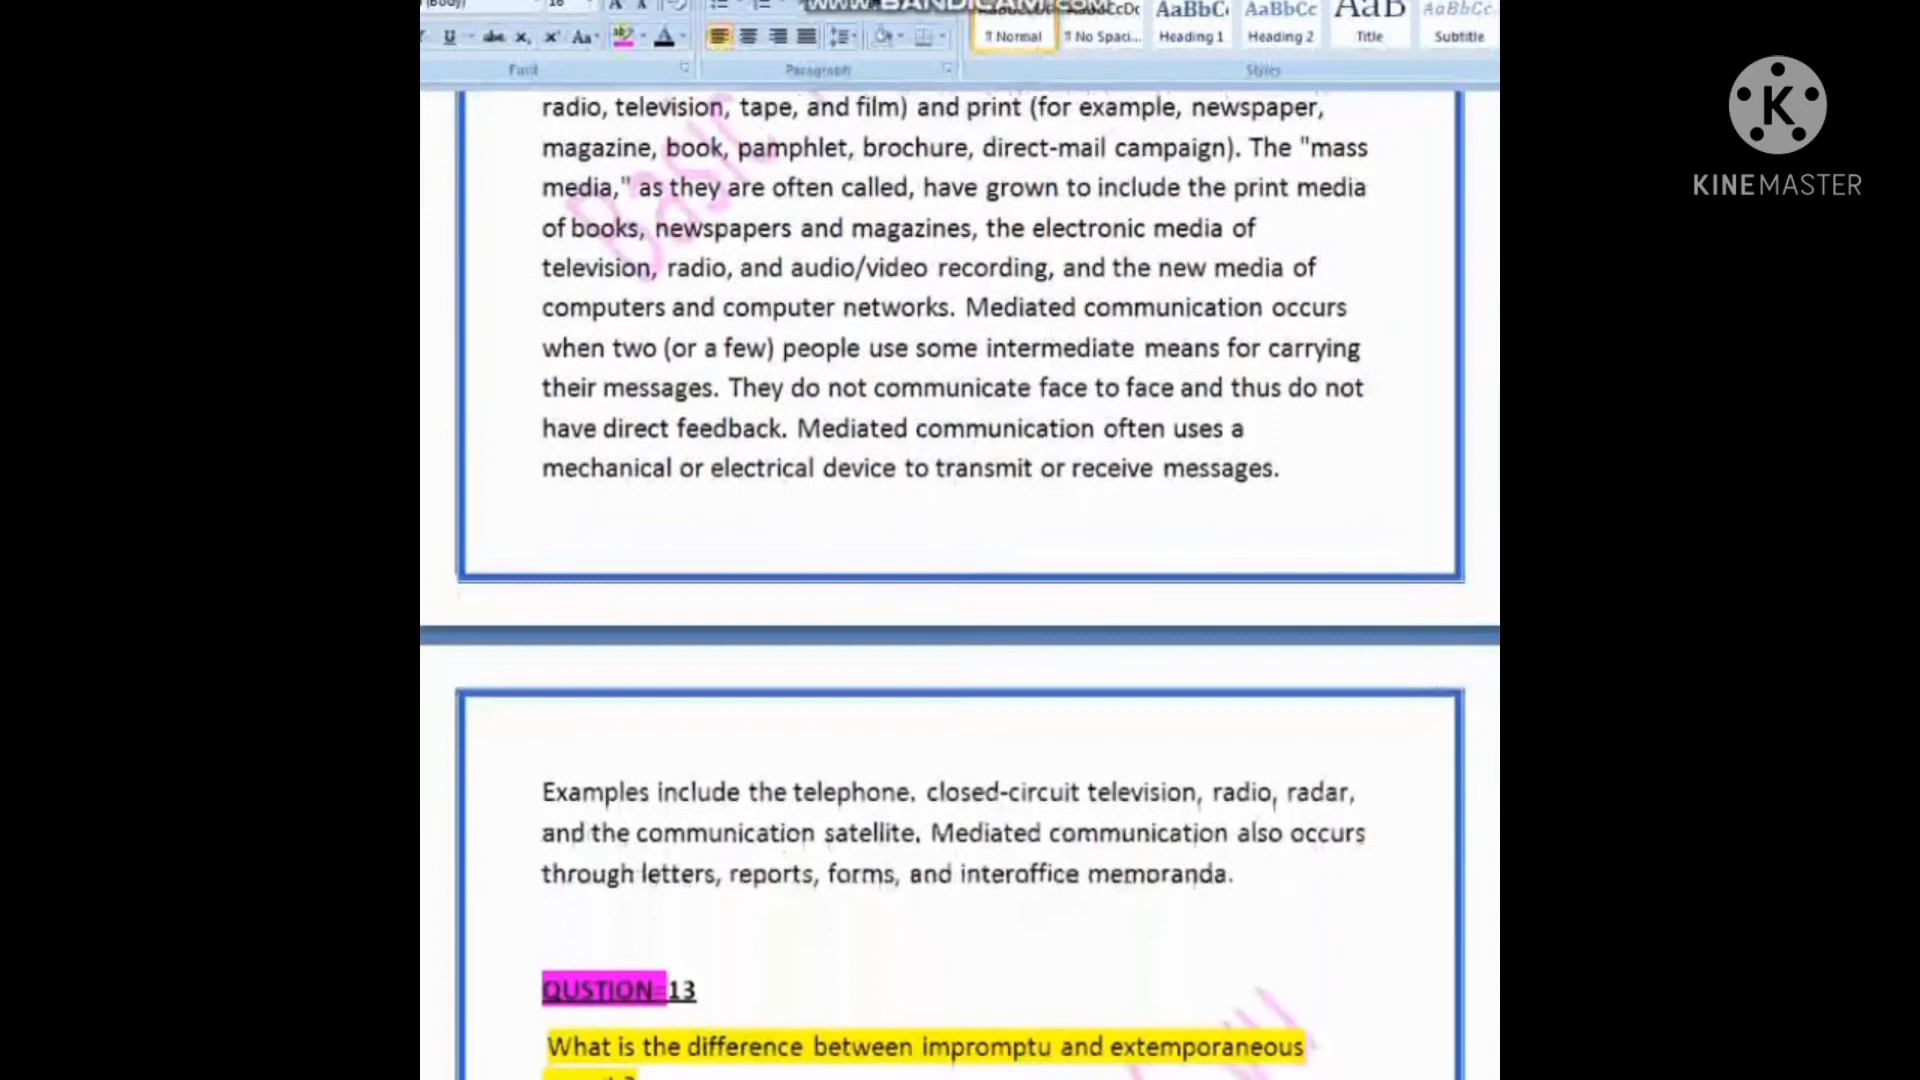 WWW.BANDICAM.COM
AaBbCc
AaBbCc
AaB
AaBbCc.
Normal
No Spaci...
Heading 1
Heading 2
Title
Subtitle
Font
Paragraph
Styles
K
KINEMASTER
radio, television, tape, and film) and print (for example, newspaper,
magazine, book, pamphlet, brochure, direct-mail campaign). The "mass
media," as they are often called, have grown to include the print media
of books, newspapers and magazines, the electronic media of
television, radio, and audio/video recording, and the new media of
computers and computer networks. Mediated communication occurs
when two (or a few) people use some intermediate means for carrying
their messages. They do not communicate face to face and thus do not
have direct feedback. Mediated communication often uses a
mechanical or electrical device to transmit or receive messages.
Examples include the telephone, closed-circuit television, radio, radar,
and the communication satellite. Mediated communication also occurs
through letters, reports, forms, and interoffice memoranda.
QUSTION=13
What is the difference between impromptu and extemporaneous